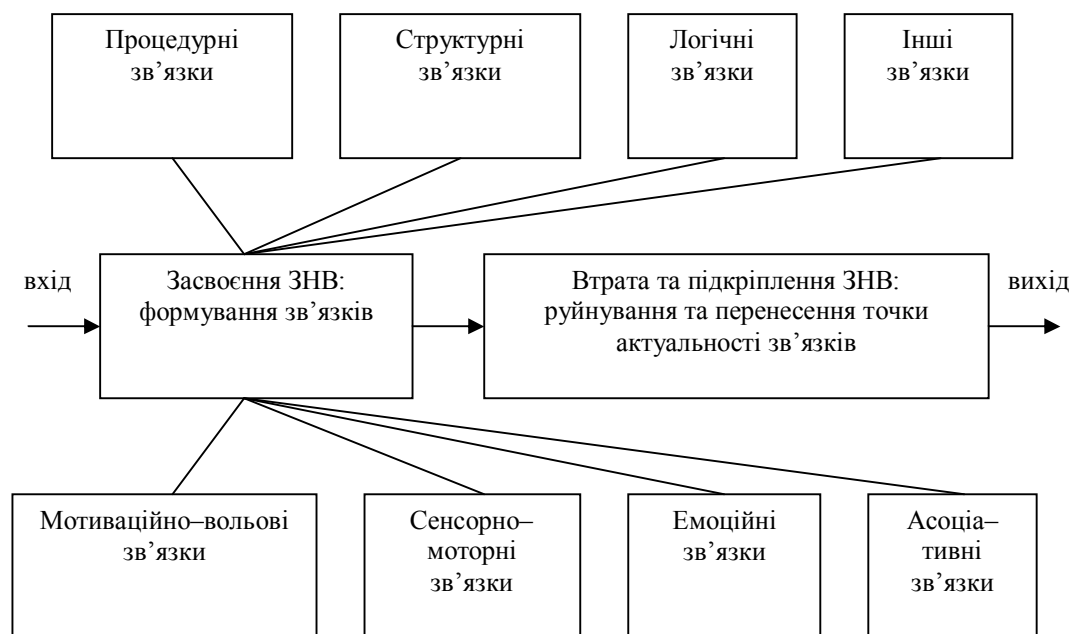 Процедурні
зв’язки
Структурні
зв’язки
Логічні
зв’язки
Інші
зв’язки
вхід
Засвоєння ЗНВ:
формування зв’язків
Втрата та підкріплення ЗНВ:
руйнування та перенесення точки
актуальності зв’язків
вихід
Мотиваційно–вольові
зв’язки
Сенсорно–
моторні
зв’язки
Емоційні
зв’язки
Асоціа–
тивні
зв’язки